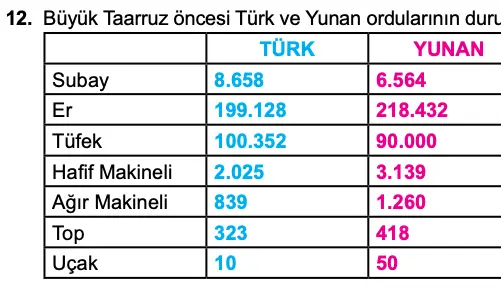 12. Büyük Taarruz öncesi Türk ve Yunan ordularının duru
TÜRK YUNAN
Subay 8.658 6.564
Er 199.128 218.432
Tüfek 100.352 90.000
Hafif Makineli 2.025 3.139
Ağır Makineli 839 1.260
Top 323 418
Uçak 10 50